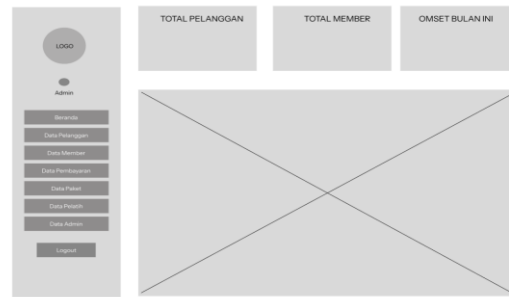 LOGO
Admin
Beranda
Data Pelanggan
Data Member
Data Pembayaran
Data Paket
Data Pelatih
Data Admin
Logout
TOTAL PELANGGAN
TOTAL MEMBER
OMSET BULAN INI